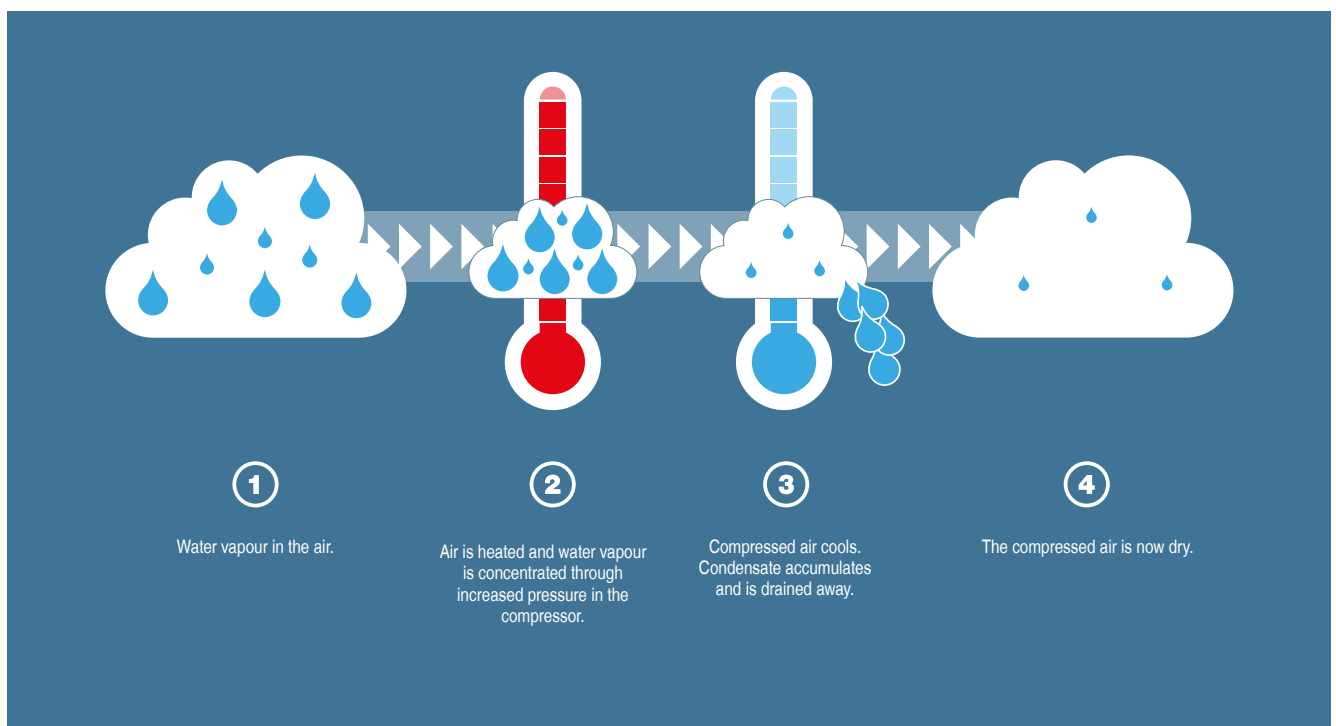 1
Water vapour in the air.
2
Air is heated and water vapour
is concentrated through
increased pressure in the
compressor.
3
Compressed air cools.
Condensate accumulates
and is drained away.
4
The compressed air is now dry.